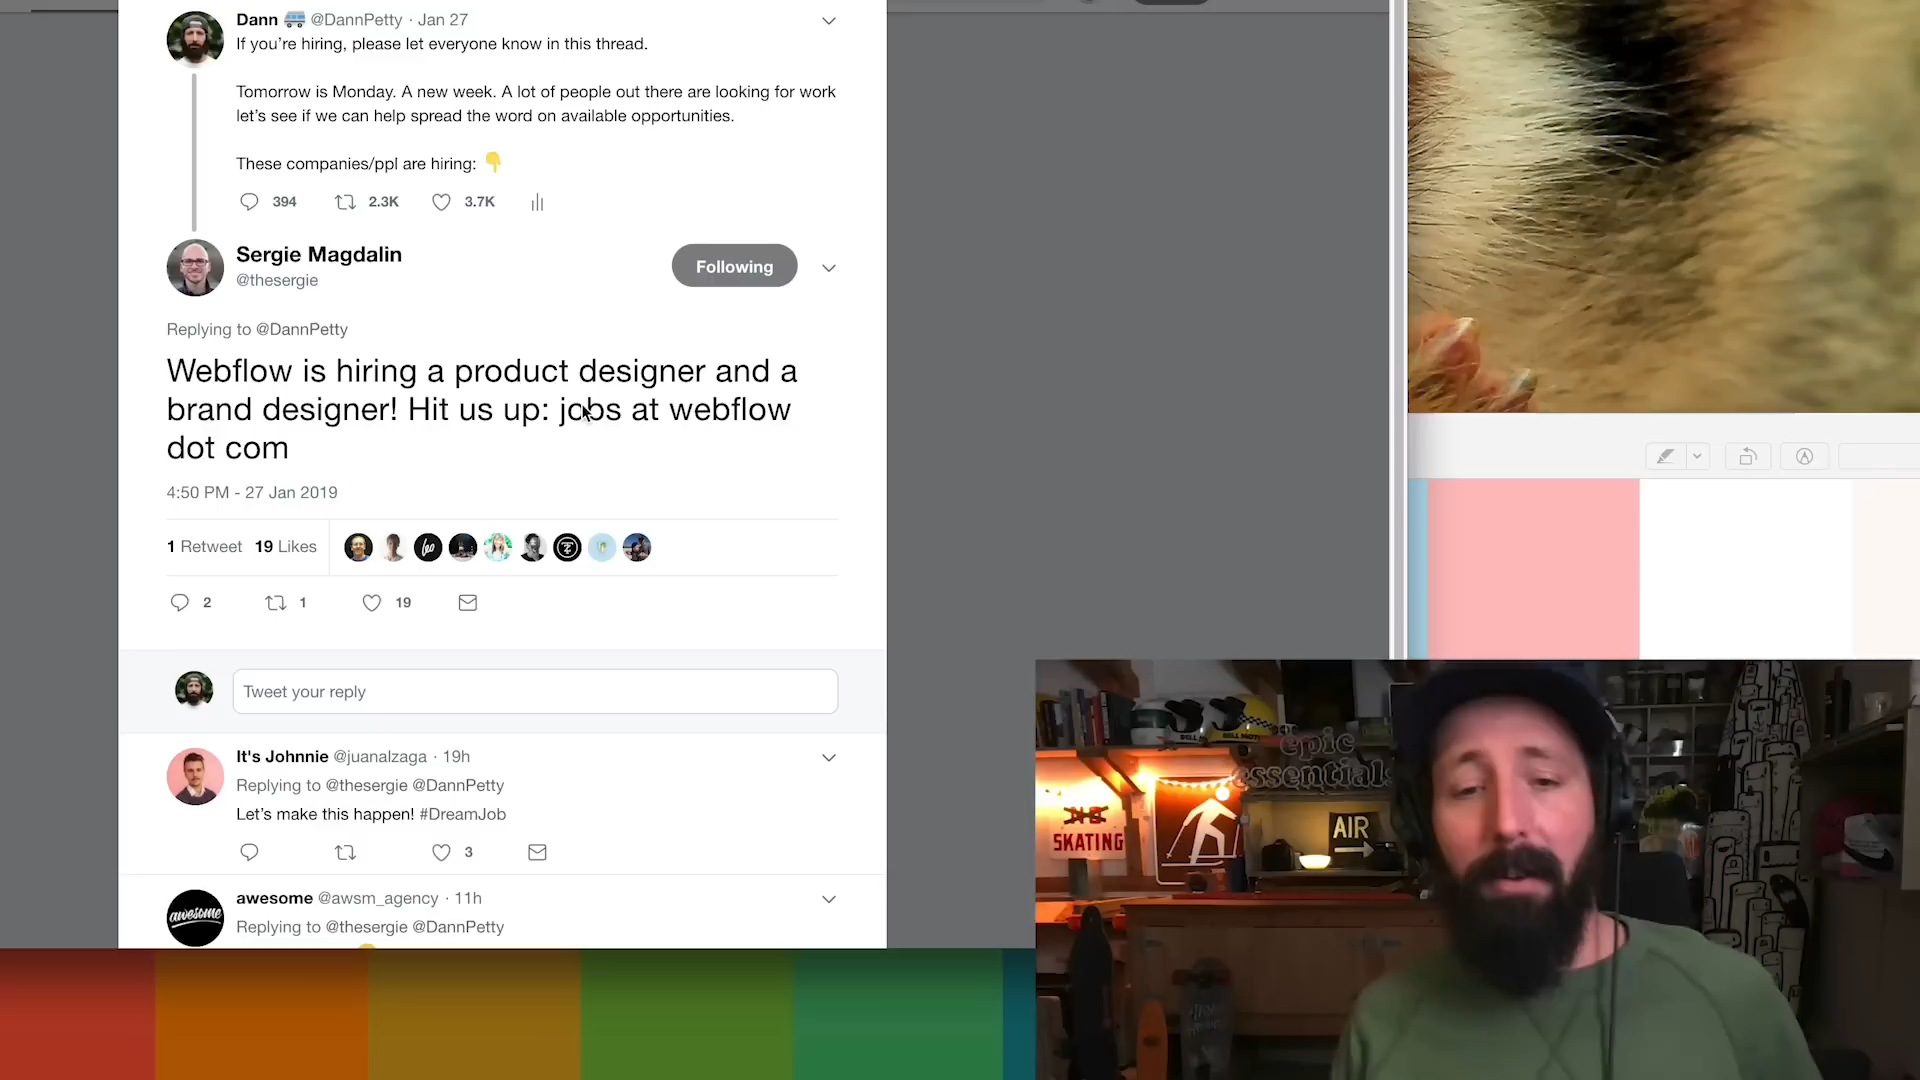 Dann @DannPetty · Jan 27
If you're hiring, please let everyone know in this thread.
Tomorrow is Monday. A new week. A lot of people out there are looking for work
let's see if we can help spread the word on available opportunities.
These companies/ppl are hiring:
394 2.3K 3.7K
Sergie Magdalin
@thesergie
Following
Replying to @DannPetty
Webflow is hiring a product designer and a
brand designer! Hit us up: jobs at webflow
dot com
4:50 PM - 27 Jan 2019
1 Retweet 19 Likes
2 1 19
Tweet your reply
It's Johnnie @juanalzaga · 19h
Replying to @thesergie @DannPetty
Let's make this happen! #DreamJob
3
awesome
awesome @awsm_agency · 11h
Replying to @thesergie @DannPetty
epic
essentials
NO
SKATING
AIR